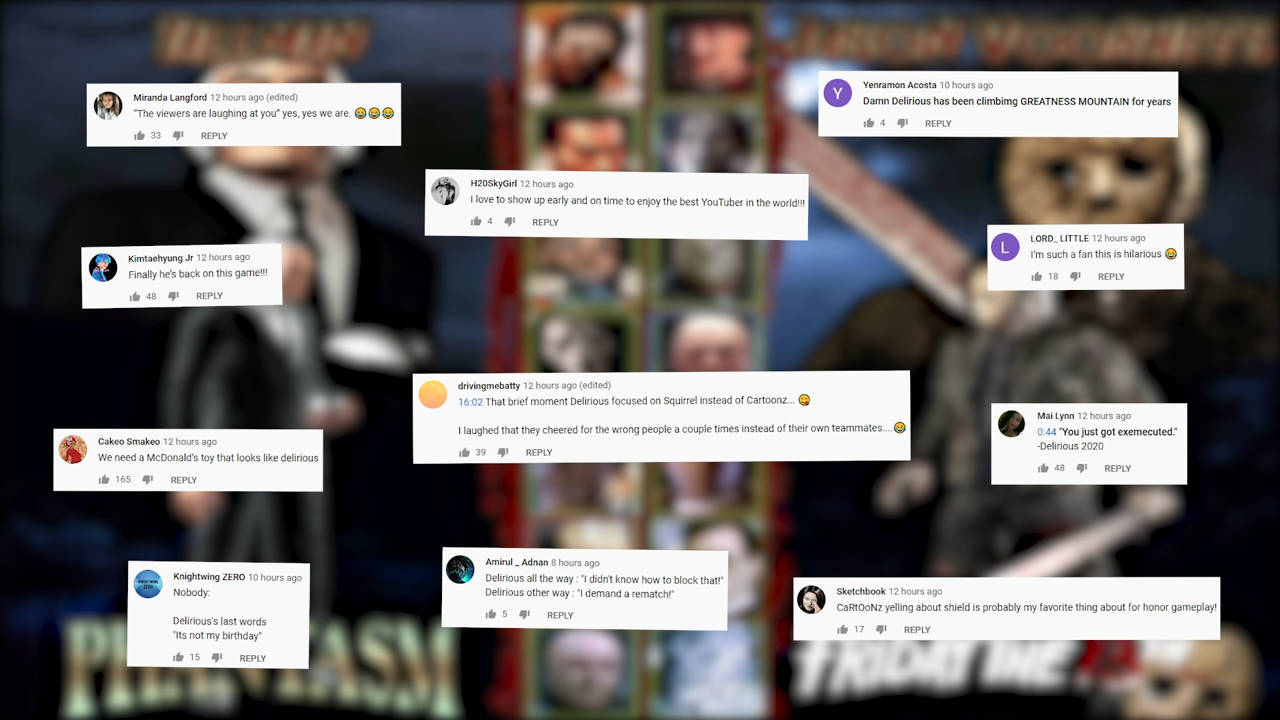 JASON VOORHEES
Miranda Langford 12 hours ago (edited)
"The viewers are laughing at you" yes, yes we are. 😂😂😂
33 REPLY
Yenramon Acosta 10 hours ago
Damn Delirious has been climbimg GREATNESS MOUNTAIN for years
4 REPLY
H20SkyGirl 12 hours ago
I love to show up early and on time to enjoy the best YouTuber in the world!!!
4 REPLY
Kimtaehyung Jr 12 hours ago
Finally he's back on this game!!!
48 REPLY
LORD_ LITTLE 12 hours ago
I'm such a fan this is hilarious 😂
18 REPLY
drivingmebatty 12 hours ago (edited)
16:02 That brief moment Delirious focused on Squirrel instead of Cartoonz... 😋
I laughed that they cheered for the wrong people a couple times instead of their own teammates....😂
39 REPLY
Mai Lynn 12 hours ago
0:44 "You just got exemecuted."
-Delirious 2020
48 REPLY
Cakeo Smakeo 12 hours ago
We need a McDonald's toy that looks like delirious
165 REPLY
Knightwing ZERO 10 hours ago
Nobody:
Delirious's last words
"Its not my birthday"
15 REPLY
Amirul _ Adnan 8 hours ago
Delirious all the way : "I didn't know how to block that!"
Delirious other way : "I demand a rematch!"
5 REPLY
Sketchbook 12 hours ago
CaRtOoNz yelling about shield is probably my favorite thing about for honor gameplay!
17 REPLY
PHANTASM
FRIDAY THE 13TH